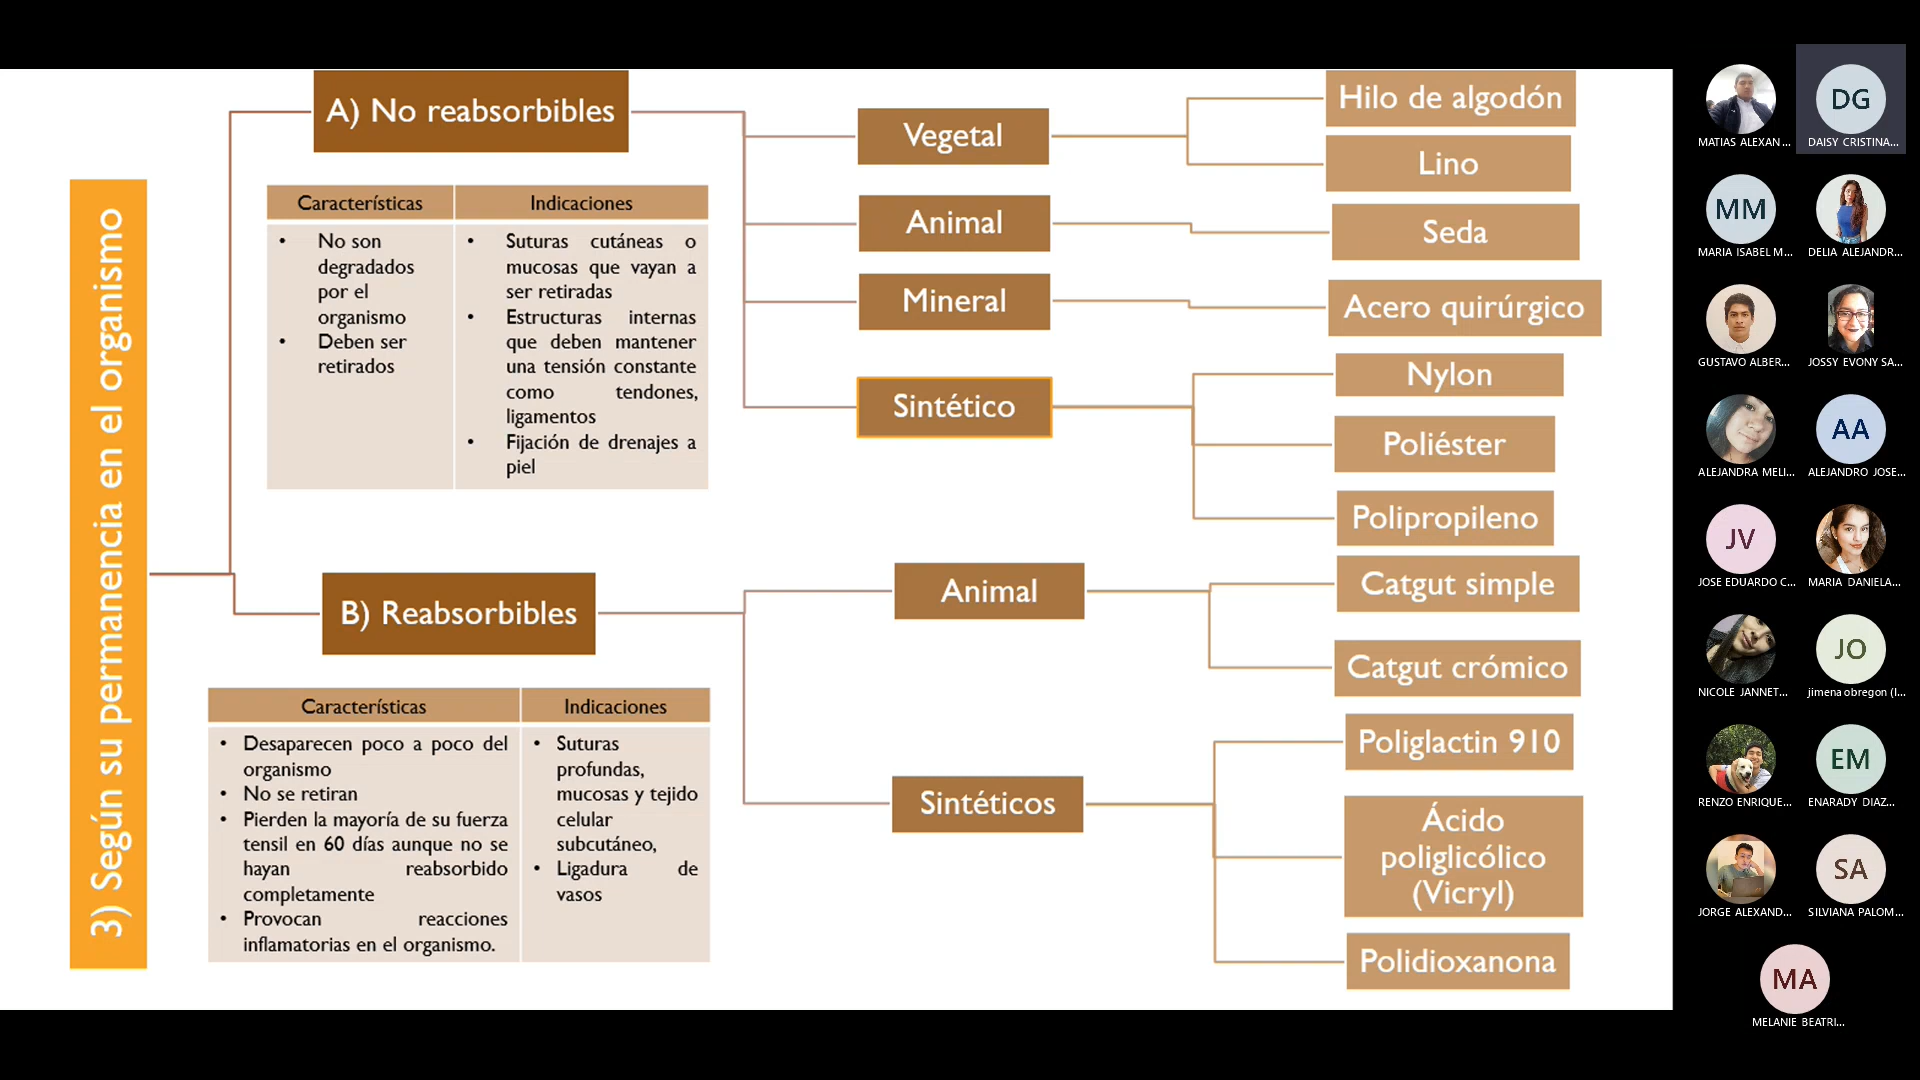 3) Según su permanencia en el organismo
A) No reabsorbibles
Características
Indicaciones
• No son
degradados
por el
organismo
• Deben ser
retirados
• Suturas cutáneas o
mucosas que vayan a
ser retiradas
• Estructuras internas
que deben mantener
una tensión constante
como tendones,
ligamentos
• Fijación de drenajes a
piel
Vegetal
Hilo de algodón
Lino
Animal
Seda
Mineral
Acero quirúrgico
Sintético
Nylon
Poliéster
Polipropileno
B) Reabsorbibles
Características
Indicaciones
• Desaparecen poco a poco del
organismo
• No se retiran
• Pierden la mayoría de su fuerza
tensil en 60 días aunque no se
hayan reabsorbido
completamente
• Provocan reacciones
inflamatorias en el organismo.
• Suturas
profundas,
mucosas y tejido
celular
subcutáneo,
• Ligadura de
vasos
Animal
Catgut simple
Catgut crómico
Sintéticos
Poliglactin 910
Ácido
poliglicólico
(Vicryl)
Polidioxanona
MATIAS ALEXAN...
DG
DAISY CRISTINA...
MM
MARIA ISABEL M...
DELIA ALEJANDR...
GUSTAVO ALBER...
JOSSY EVONY SA...
ALEJANDRA MELI...
AA
ALEJANDRO JOSE...
JV
JOSE EDUARDO C...
MARIA DANIELA...
NICOLE JANNET...
JO
jimena obregon (I...
RENZO ENRIQUE...
EM
ENARADY DIAZ...
JORGE ALEXAND...
SA
SILVIANA PALOM...
MA
MELANIE BEATRI...